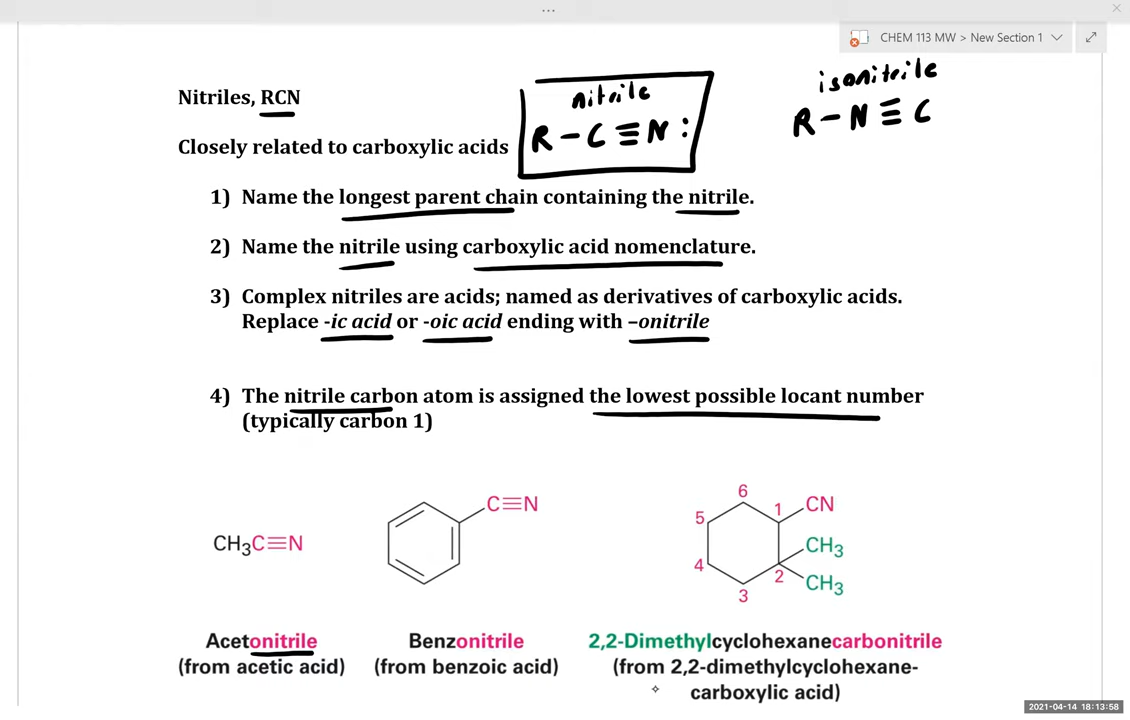 CHEM 113 MW > New Section 1
isonitrile
R-N≡C
nitrile
R-C≡N:
Nitriles, RCN
Closely related to carboxylic acids
1) Name the longest parent chain containing the nitrile.
2) Name the nitrile using carboxylic acid nomenclature.
3) Complex nitriles are acids; named as derivatives of carboxylic acids.
Replace -ic acid or -oic acid ending with –onitrile
4) The nitrile carbon atom is assigned the lowest possible locant number
(typically carbon 1)
CH3C≡N
C≡N
6
1
CN
5
CH3
4
2
CH3
3
Acetonitrile
(from acetic acid)
Benzonitrile
(from benzoic acid)
2,2-Dimethylcyclohexanecarbonitrile
(from 2,2-dimethylcyclohexane-
carboxylic acid)
2021-04-14 18:13:58